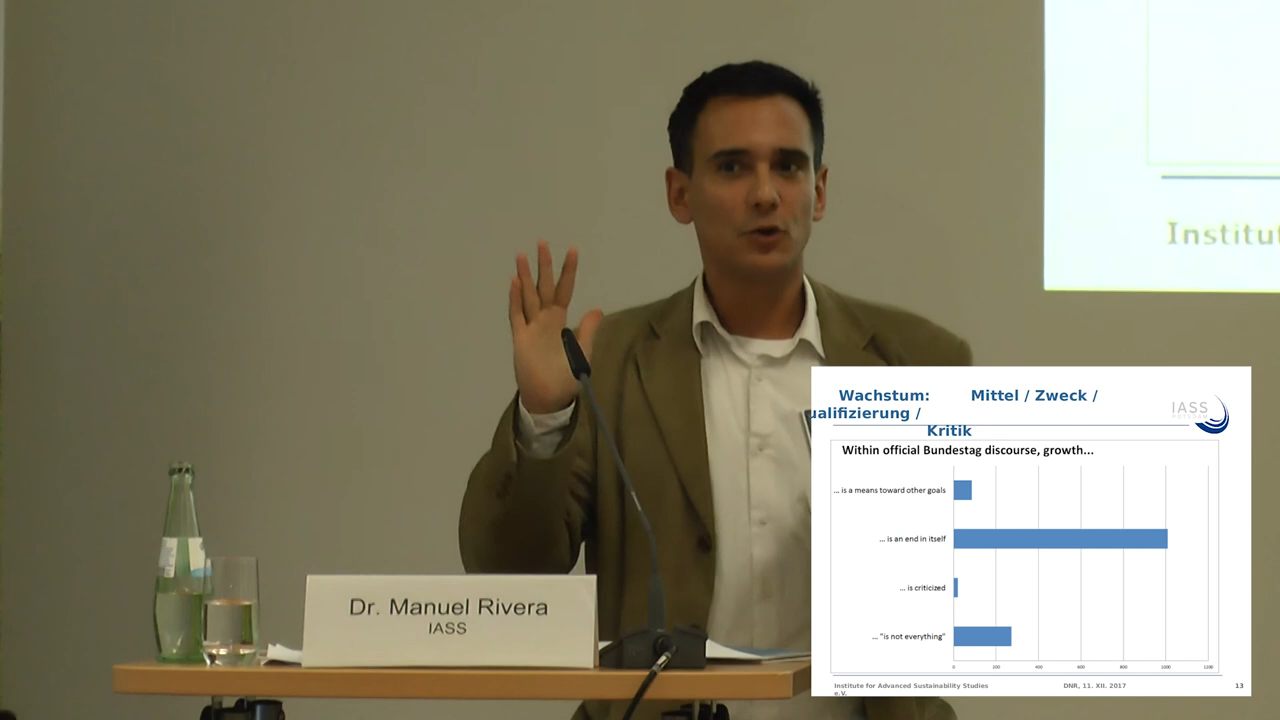 Institu
Dr. Manuel Rivera
IASS
Wachstum: Mittel / Zweck /
ualifizierung /
Kritik
IASS
POTSDAM
Within official Bundestag discourse, growth...
... is a means toward other goals
... is an end in itself
... is criticized
... "is not everything"
0 200 400 600 800 1000 1200
Institute for Advanced Sustainability Studies
e.V.
DNR, 11. XII. 2017
13